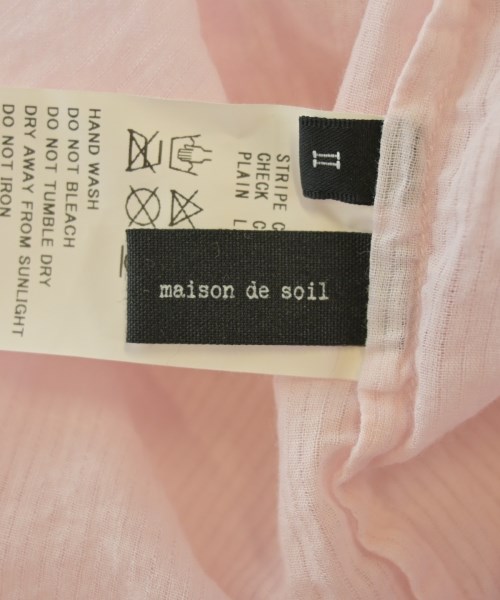 maison de soil
II
STRIPE
CHECK
PLAIN
HAND WASH
DO NOT BLEACH
DO NOT TUMBLE DRY
DRY AWAY FROM SUNLIGHT
DO NOT IRON